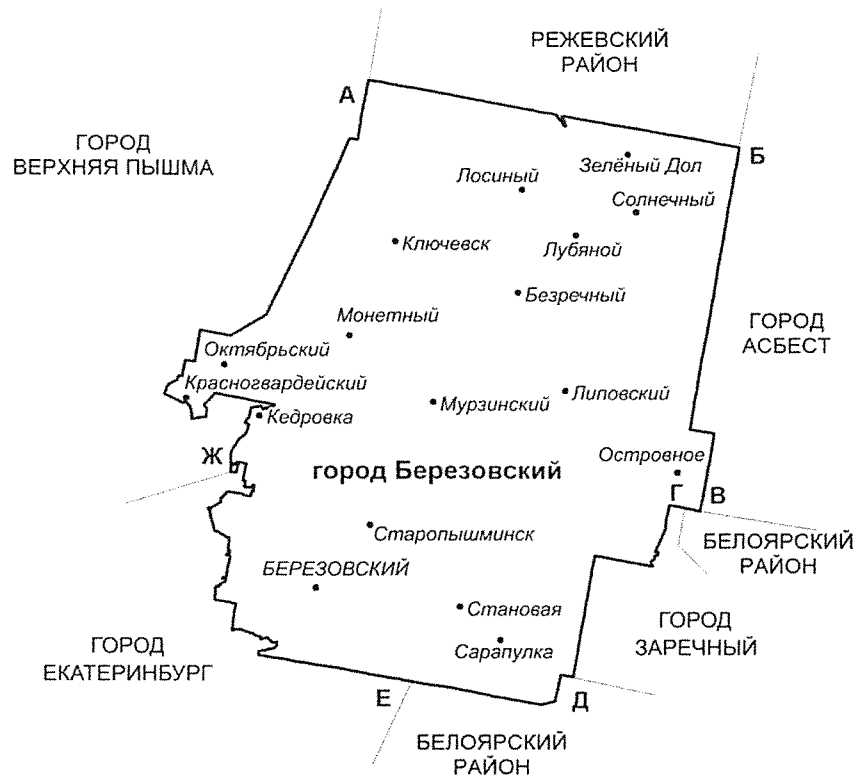 РЕЖЕВСКИЙ
РАЙОН
А
ГОРОД
ВЕРХНЯЯ ПЫШМА
Б
Зелёный Дол
Лосиный
Солнечный
Ключевск
Лубяной
Безречный
Монетный
ГОРОД
АСБЕСТ
Октябрьский
Красногвардейский
Липовский
Мурзинский
Кедровка
Ж
Островное
город Березовский
Г
В
Старопышминск
БЕЛОЯРСКИЙ
РАЙОН
БЕРЕЗОВСКИЙ
Становая
ГОРОД
ЗАРЕЧНЫЙ
ГОРОД
ЕКАТЕРИНБУРГ
Сарапулка
Е
Д
БЕЛОЯРСКИЙ
РАЙОН